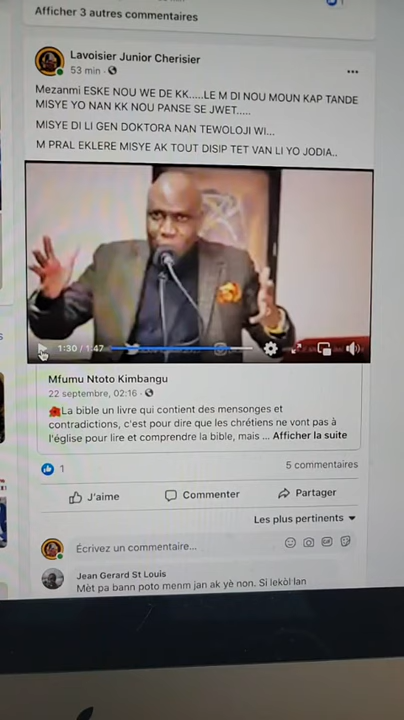 Afficher 3 autres commentaires
Lavoisier Junior Cherisier
53 min ·
Mezanmi ESKE NOU WE DE KK.....LE M DI NOU MOUN KAP TANDE
MISYE YO NAN KK NOU PANSE SE JWET.....
MISYE DI LI GEN DOKTORA NAN TEWOLOJI WI...
M PRAL EKLERE MISYE AK TOUT DISIP TET VAN LI YO JODIA..
1:30 / 1:47
Mfumu Ntoto Kimbangu
22 septembre, 02:16 ·
La bible un livre qui contient des mensonges et
contradictions, c'est pour dire que les chrétiens ne vont pas à
l'église pour lire et comprendre la bible, mais ... Afficher la suite
1
5 commentaires
J'aime
Commenter
Partager
Les plus pertinents
Écrivez un commentaire...
GIF
Jean Gerard St Louis
Mèt pa bann poto menm jan ak yè non. Si lekòl lan